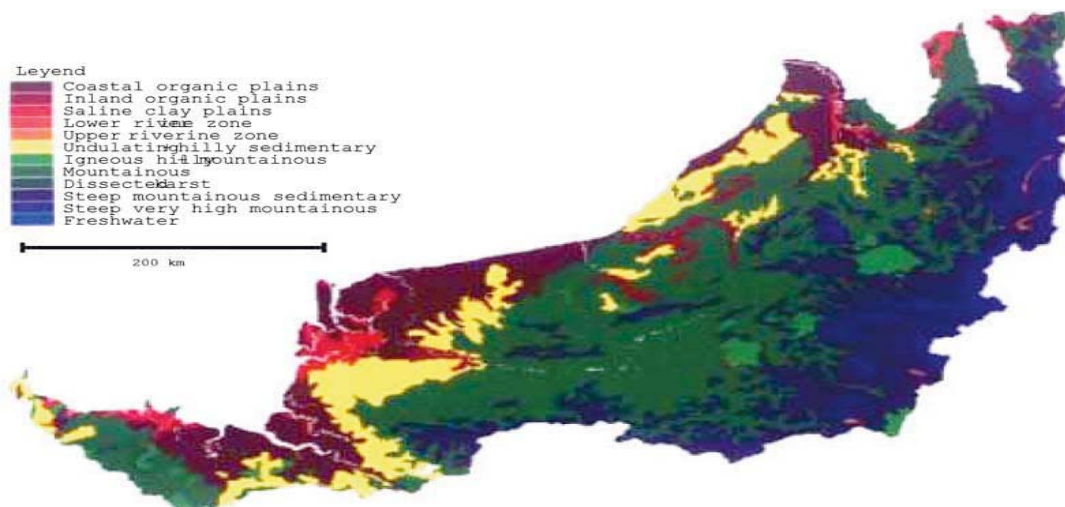 Leyend
Coastal organic plains
Inland organic plains
Saline clay plains
Lower zone
Upper riverine zone
Undulating hilly sedimentary
Igneous mountainous
Mountainous
Dissected
Steep mountainous sedimentary
Steep very high mountainous
Freshwater
200 km